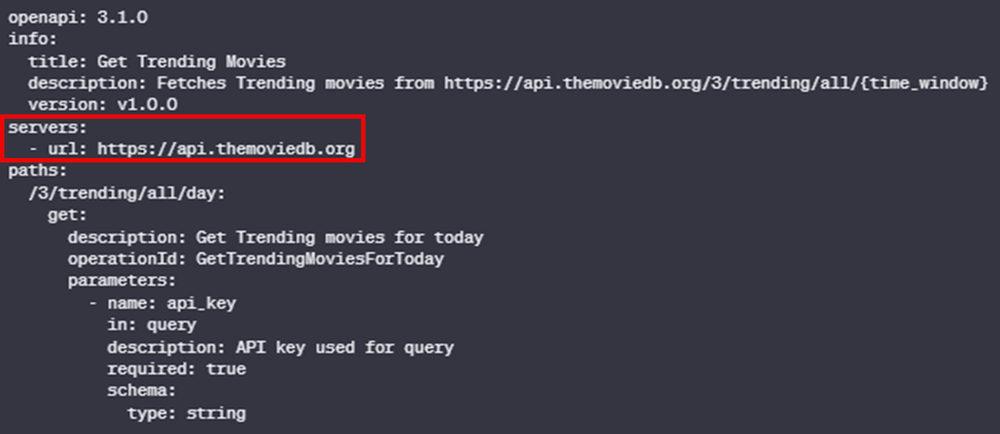 openapi: 3.1.0
info:
  title: Get Trending Movies
  description: Fetches Trending movies from https://api.themoviedb.org/3/trending/all/{time_window}
  version: v1.0.0
servers:
  - url: https://api.themoviedb.org
paths:
  /3/trending/all/day:
    get:
      description: Get Trending movies for today
      operationId: GetTrendingMoviesForToday
      parameters:
        - name: api_key
          in: query
          description: API key used for query
          required: true
          schema:
            type: string